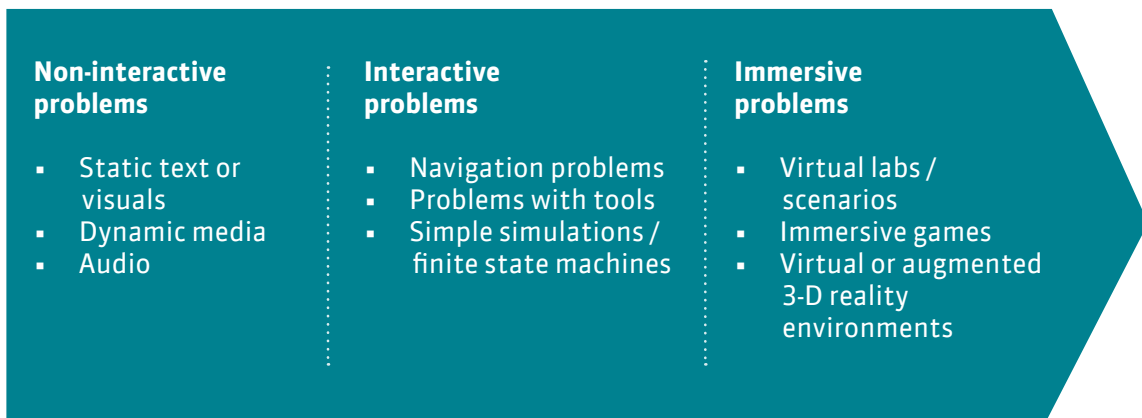 Non-interactive
problems
▪ Static text or
visuals
▪ Dynamic media
▪ Audio
Interactive
problems
▪ Navigation problems
▪ Problems with tools
▪ Simple simulations /
finite state machines
Immersive
problems
▪ Virtual labs /
scenarios
▪ Immersive games
▪ Virtual or augmented
3-D reality
environments